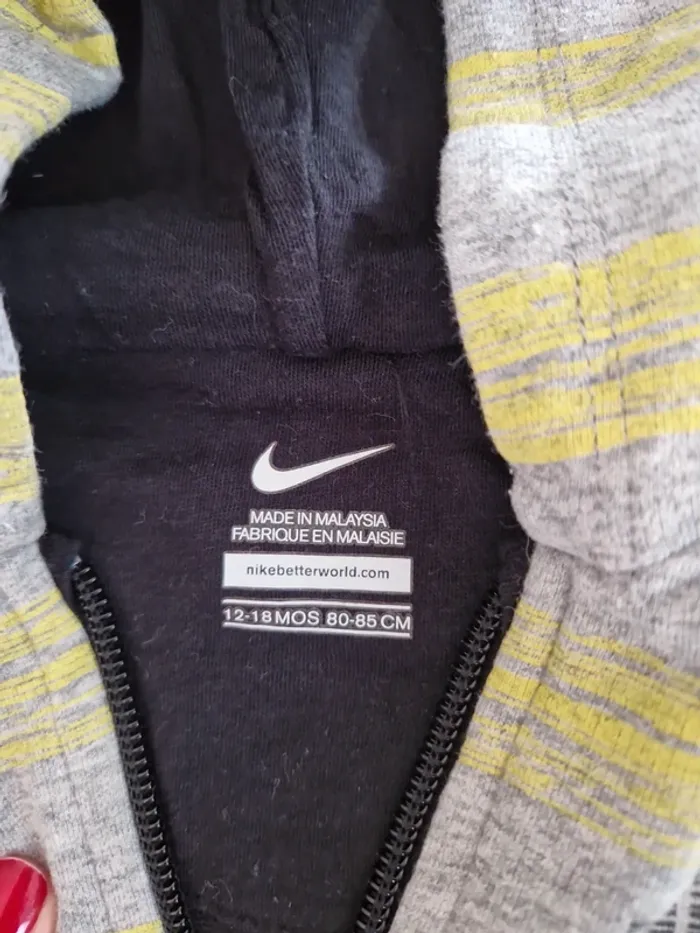 MADE IN MALAYSIA
FABRIQUE EN MALAISIE
nikebetterworld.com
12-18 MOS 80-85 CM